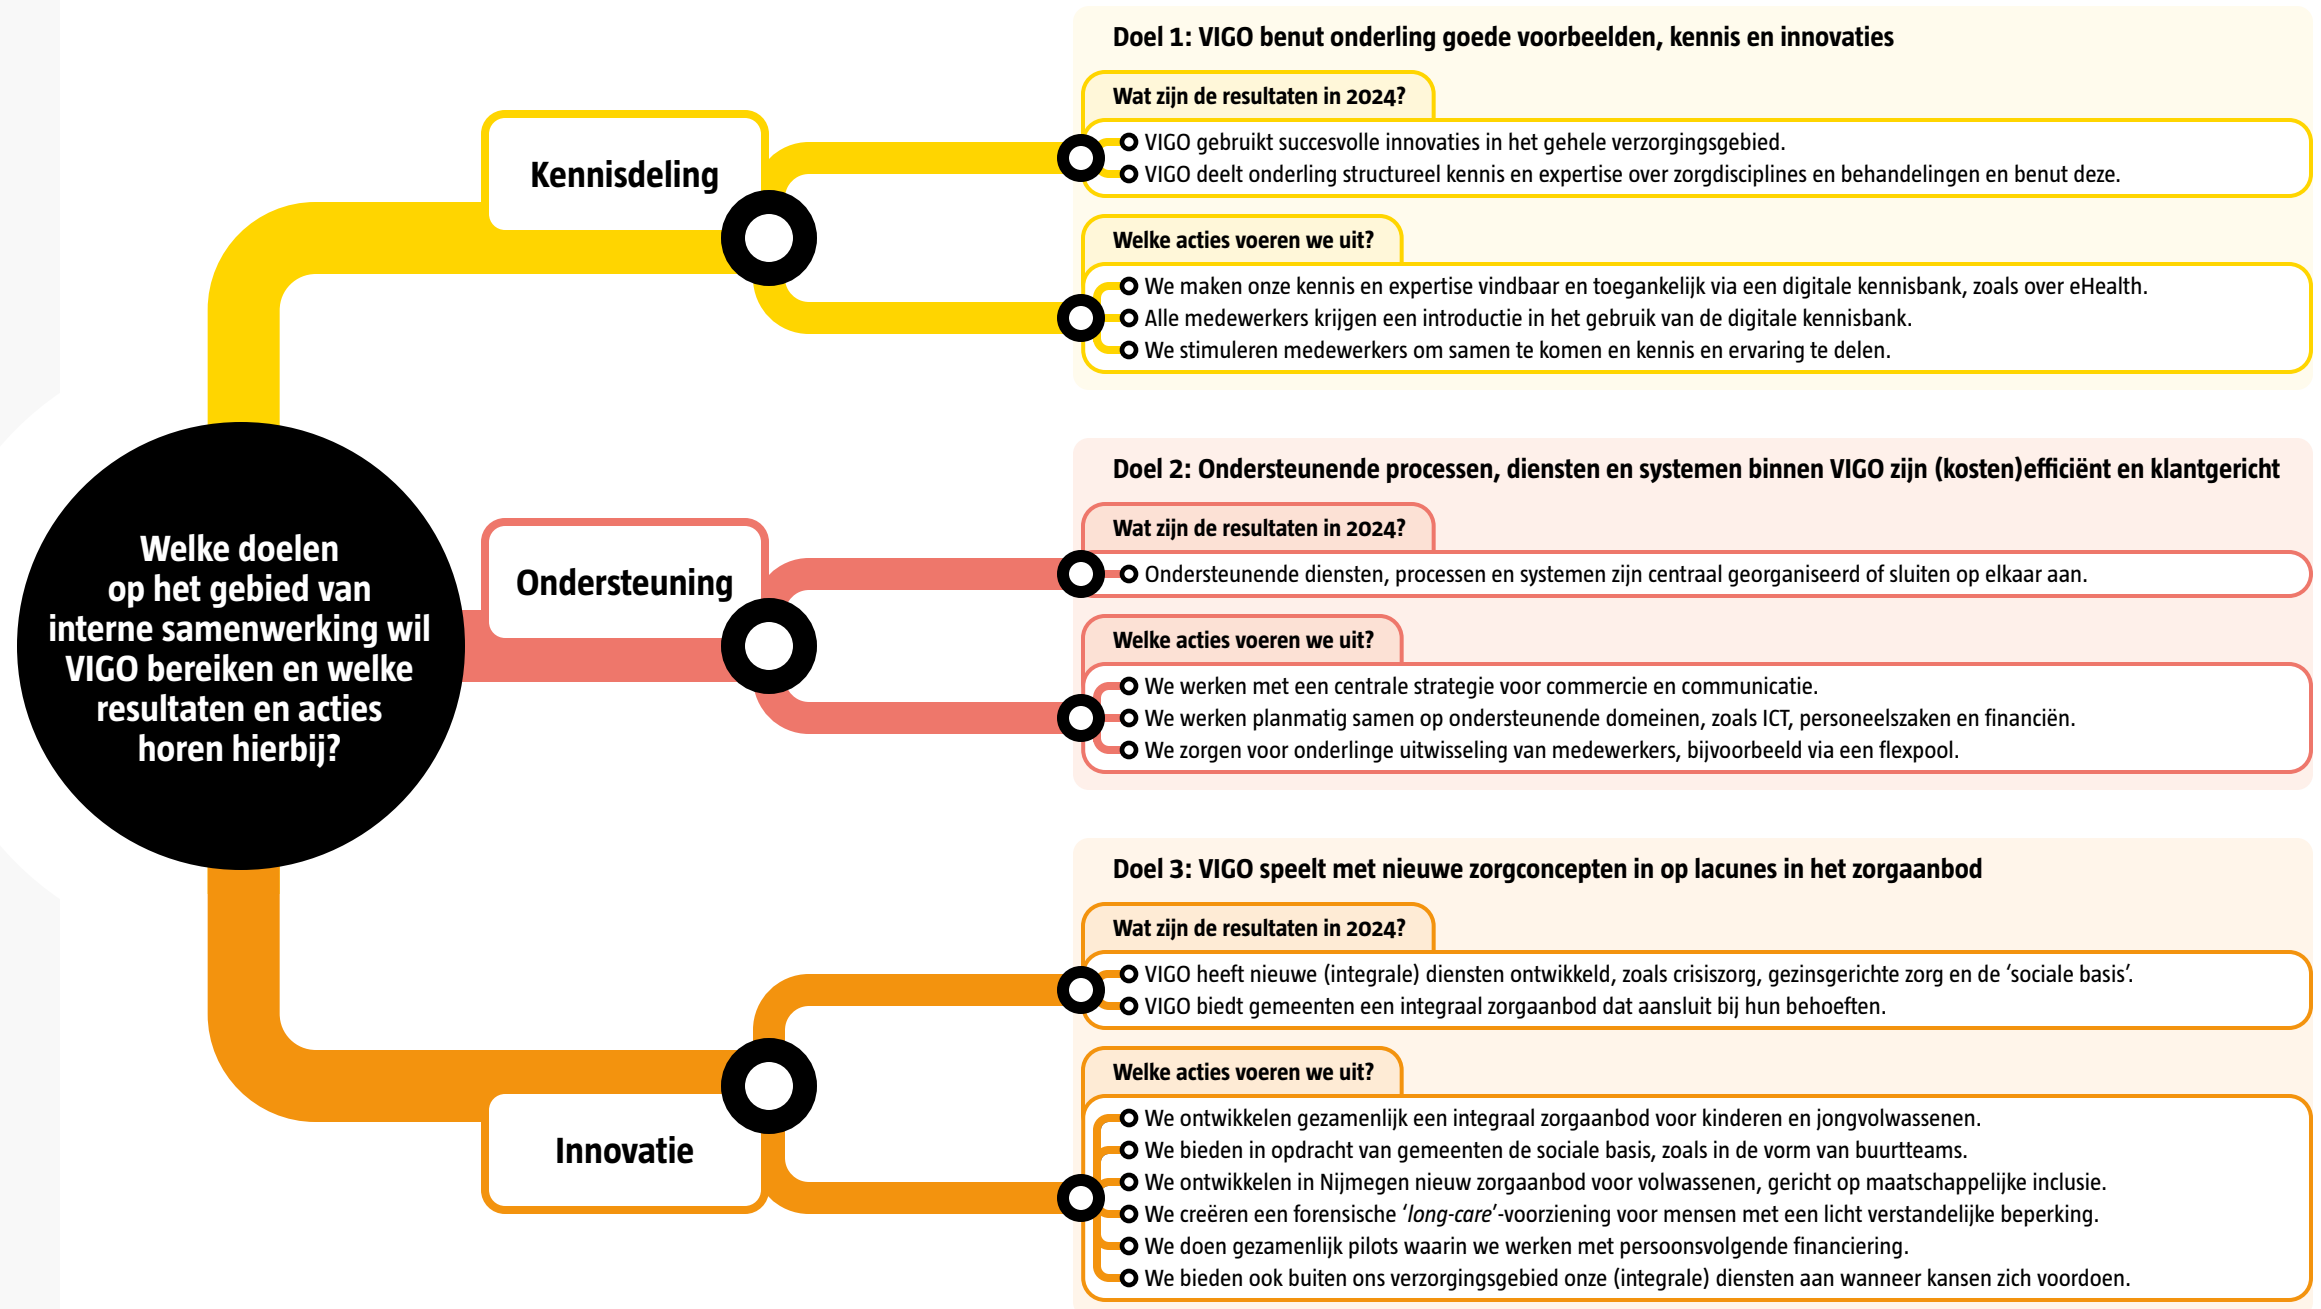 Welke doelen
op het gebied van
interne samenwerking wil
VIGO bereiken en welke
resultaten en acties
horen hierbij?
Kennisdeling
Doel 1: VIGO benut onderling goede voorbeelden, kennis en innovaties
Wat zijn de resultaten in 2024?
VIGO gebruikt succesvolle innovaties in het gehele verzorgingsgebied.
VIGO deelt onderling structureel kennis en expertise over zorgdisciplines en behandelingen en benut deze.
Welke acties voeren we uit?
We maken onze kennis en expertise vindbaar en toegankelijk via een digitale kennisbank, zoals over eHealth.
Alle medewerkers krijgen een introductie in het gebruik van de digitale kennisbank.
We stimuleren medewerkers om samen te komen en kennis en ervaring te delen.
Ondersteuning
Doel 2: Ondersteunende processen, diensten en systemen binnen VIGO zijn (kosten)efficiënt en klantgericht
Wat zijn de resultaten in 2024?
Ondersteunende diensten, processen en systemen zijn centraal georganiseerd of sluiten op elkaar aan.
Welke acties voeren we uit?
We werken met een centrale strategie voor commercie en communicatie.
We werken planmatig samen op ondersteunende domeinen, zoals ICT, personeelszaken en financiën.
We zorgen voor onderlinge uitwisseling van medewerkers, bijvoorbeeld via een flexpool.
Innovatie
Doel 3: VIGO speelt met nieuwe zorgconcepten in op lacunes in het zorgaanbod
Wat zijn de resultaten in 2024?
VIGO heeft nieuwe (integrale) diensten ontwikkeld, zoals crisiszorg, gezinsgerichte zorg en de ‘sociale basis’.
VIGO biedt gemeenten een integraal zorgaanbod dat aansluit bij hun behoeften.
Welke acties voeren we uit?
We ontwikkelen gezamenlijk een integraal zorgaanbod voor kinderen en jongvolwassenen.
We bieden in opdracht van gemeenten de sociale basis, zoals in de vorm van buurtteams.
We ontwikkelen in Nijmegen nieuw zorgaanbod voor volwassenen, gericht op maatschappelijke inclusie.
We creëren een forensische ‘long-care’-voorziening voor mensen met een licht verstandelijke beperking.
We doen gezamenlijk pilots waarin we werken met persoonsvolgende financiering.
We bieden ook buiten ons verzorgingsgebied onze (integrale) diensten aan wanneer kansen zich voordoen.